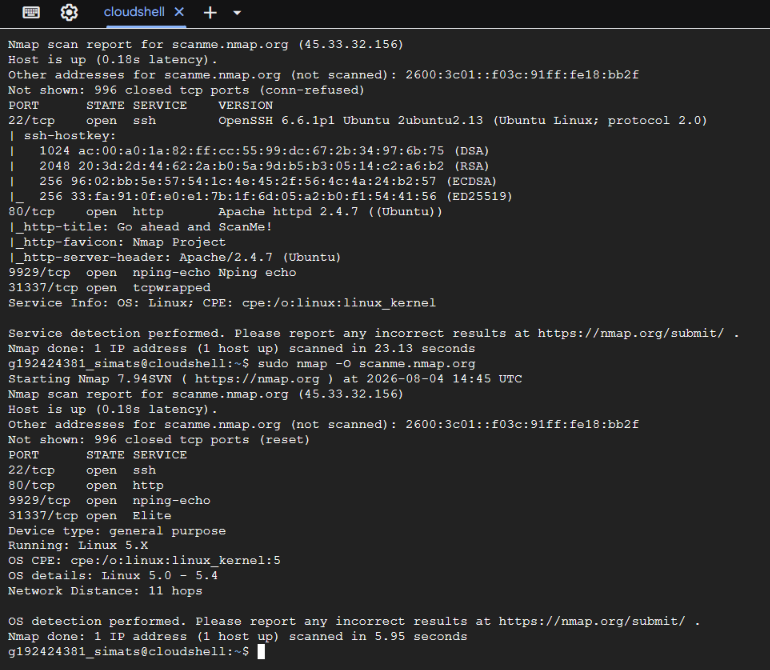 cloudshell
Nmap scan report for scanme.nmap.org (45.33.32.156)
Host is up (0.18s latency).
Other addresses for scanme.nmap.org (not scanned): 2600:3c01::f03c:91ff:fe18:bb2f
Not shown: 996 closed tcp ports (conn-refused)
PORT      STATE SERVICE    VERSION
22/tcp    open  ssh        OpenSSH 6.6.1p1 Ubuntu 2ubuntu2.13 (Ubuntu Linux; protocol 2.0)
| ssh-hostkey:
|   1024 ac:00:a0:1a:82:ff:cc:55:99:dc:67:2b:34:97:6b:75 (DSA)
|   2048 20:3d:2d:44:62:2a:b0:5a:9d:b5:b3:05:14:c2:a6:b2 (RSA)
|   256 96:02:bb:5e:57:54:1c:4e:45:2f:56:4c:4a:24:b2:57 (ECDSA)
|_  256 33:fa:91:0f:e0:e1:7b:1f:6d:05:a2:b0:f1:54:41:56 (ED25519)
80/tcp    open  http       Apache httpd 2.4.7 ((Ubuntu))
|_http-title: Go ahead and ScanMe!
|_http-favicon: Nmap Project
|_http-server-header: Apache/2.4.7 (Ubuntu)
9929/tcp  open  nping-echo Nping echo
31337/tcp open  tcpwrapped
Service Info: OS: Linux; CPE: cpe:/o:linux:linux_kernel
Service detection performed. Please report any incorrect results at https://nmap.org/submit/ .
Nmap done: 1 IP address (1 host up) scanned in 23.13 seconds
g192424381_simats@cloudshell:~$ sudo nmap -O scanme.nmap.org
Starting Nmap 7.94SVN ( https://nmap.org ) at 2026-08-04 14:45 UTC
Nmap scan report for scanme.nmap.org (45.33.32.156)
Host is up (0.18s latency).
Other addresses for scanme.nmap.org (not scanned): 2600:3c01::f03c:91ff:fe18:bb2f
Not shown: 996 closed tcp ports (reset)
PORT      STATE SERVICE
22/tcp    open  ssh
80/tcp    open  http
9929/tcp  open  nping-echo
31337/tcp open  Elite
Device type: general purpose
Running: Linux 5.X
OS CPE: cpe:/o:linux:linux_kernel:5
OS details: Linux 5.0 - 5.4
Network Distance: 11 hops
OS detection performed. Please report any incorrect results at https://nmap.org/submit/ .
Nmap done: 1 IP address (1 host up) scanned in 5.95 seconds
g192424381_simats@cloudshell:~$